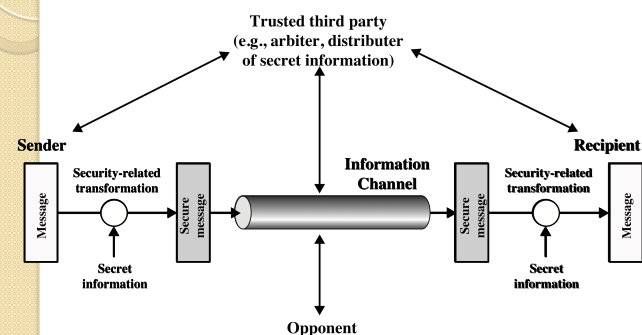 Trusted third party
(e.g., arbiter, distributer
of secret information)
Sender
Recipient
Message
Security-related
transformation
Secret
information
Secure
message
Information
Channel
Secure
message
Security-related
transformation
Secret
information
Message
Opponent